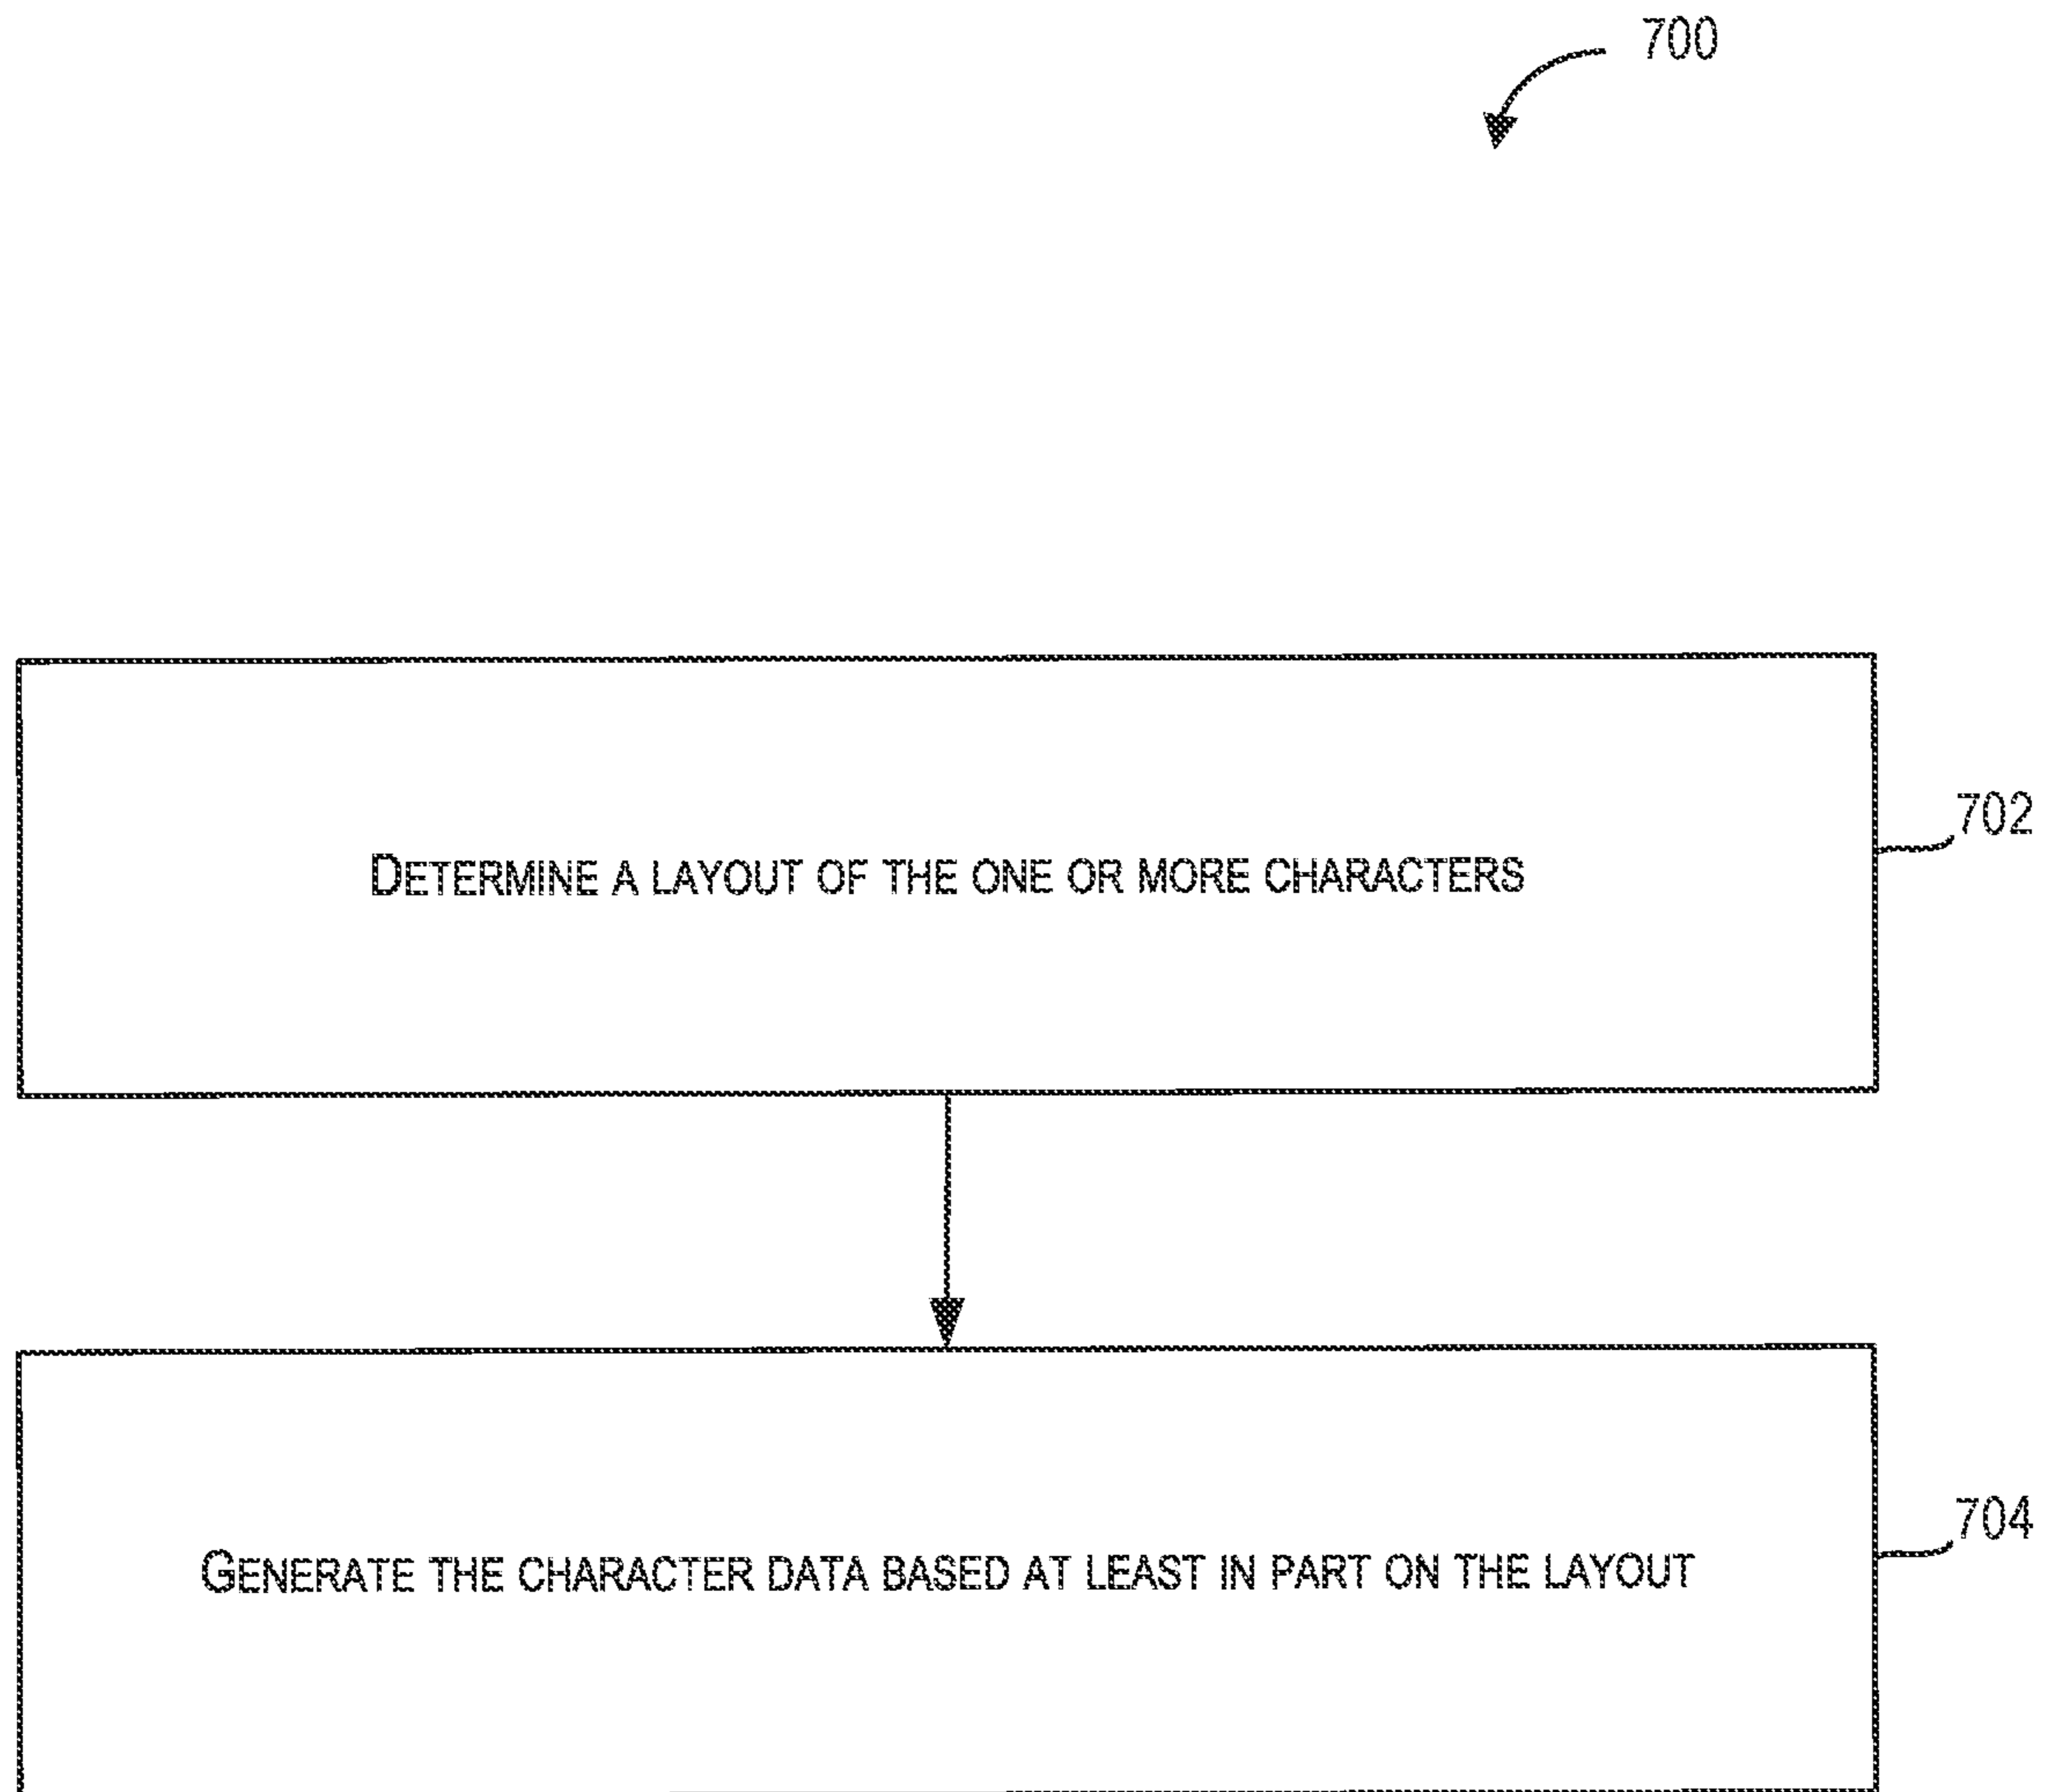 700
DETERMINE A LAYOUT OF THE ONE OR MORE CHARACTERS
702
GENERATE THE CHARACTER DATA BASED AT LEAST IN PART ON THE LAYOUT
704